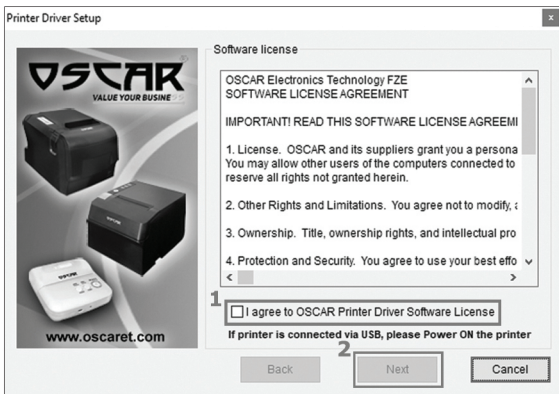 Printer Driver Setup
x
OSCAR
VALUE YOUR BUSINE
www.oscaret.com
Software license
OSCAR Electronics Technology FZE
SOFTWARE LICENSE AGREEMENT
IMPORTANT! READ THIS SOFTWARE LICENSE AGREEMI
1. License. OSCAR and its suppliers grant you a persona
You may allow other users of the computers connected to
reserve all rights not granted herein.
2. Other Rights and Limitations. You agree not to modify, a
3. Ownership. Title, ownership rights, and intellectual pro
4. Protection and Security. You agree to use your best effo
1
I agree to OSCAR Printer Driver Software License
If printer is connected via USB, please Power ON the printer
2
Back
Next
Cancel